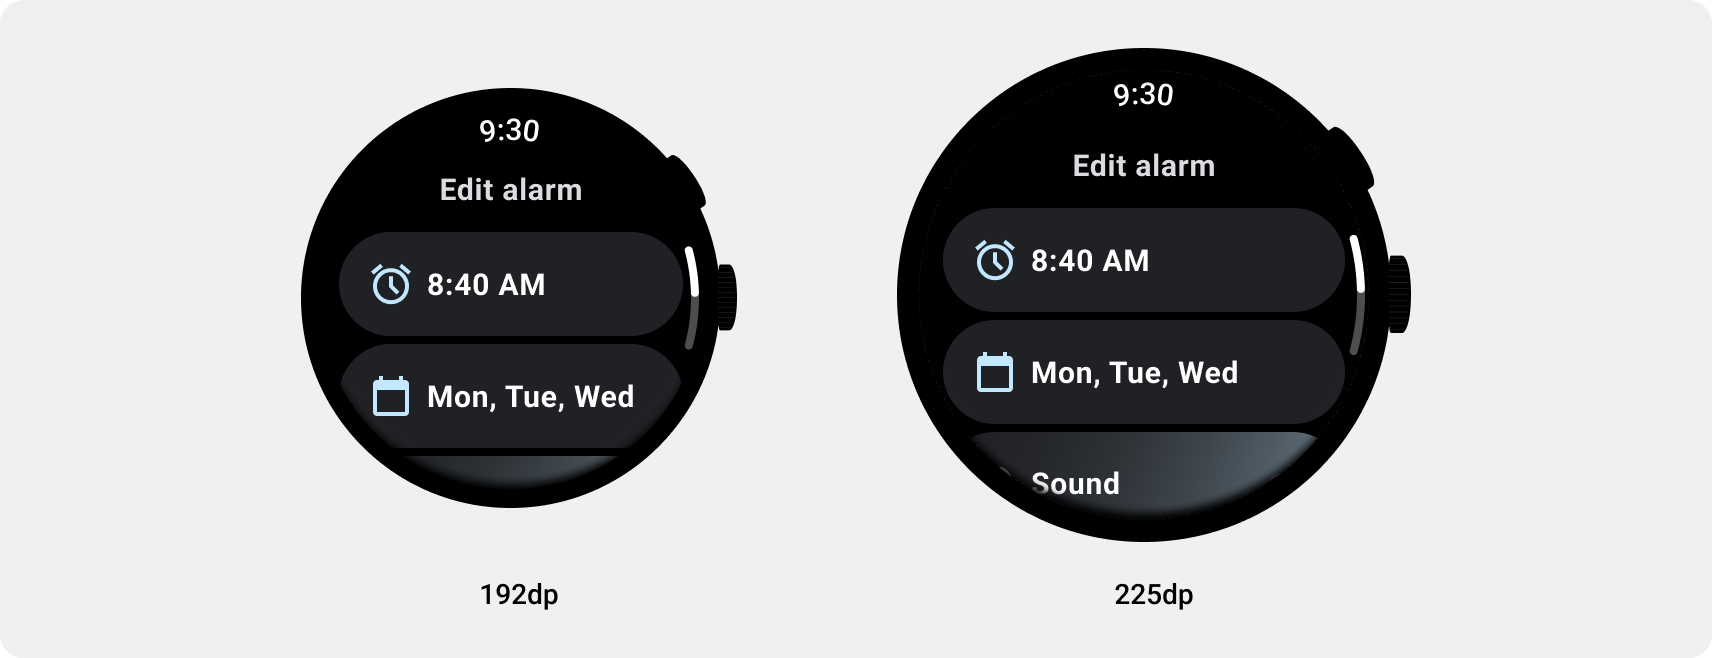 9:30
Edit alarm
8:40 AM
Mon, Tue, Wed
192dp
9:30
Edit alarm
8:40 AM
Mon, Tue, Wed
Sound
225dp